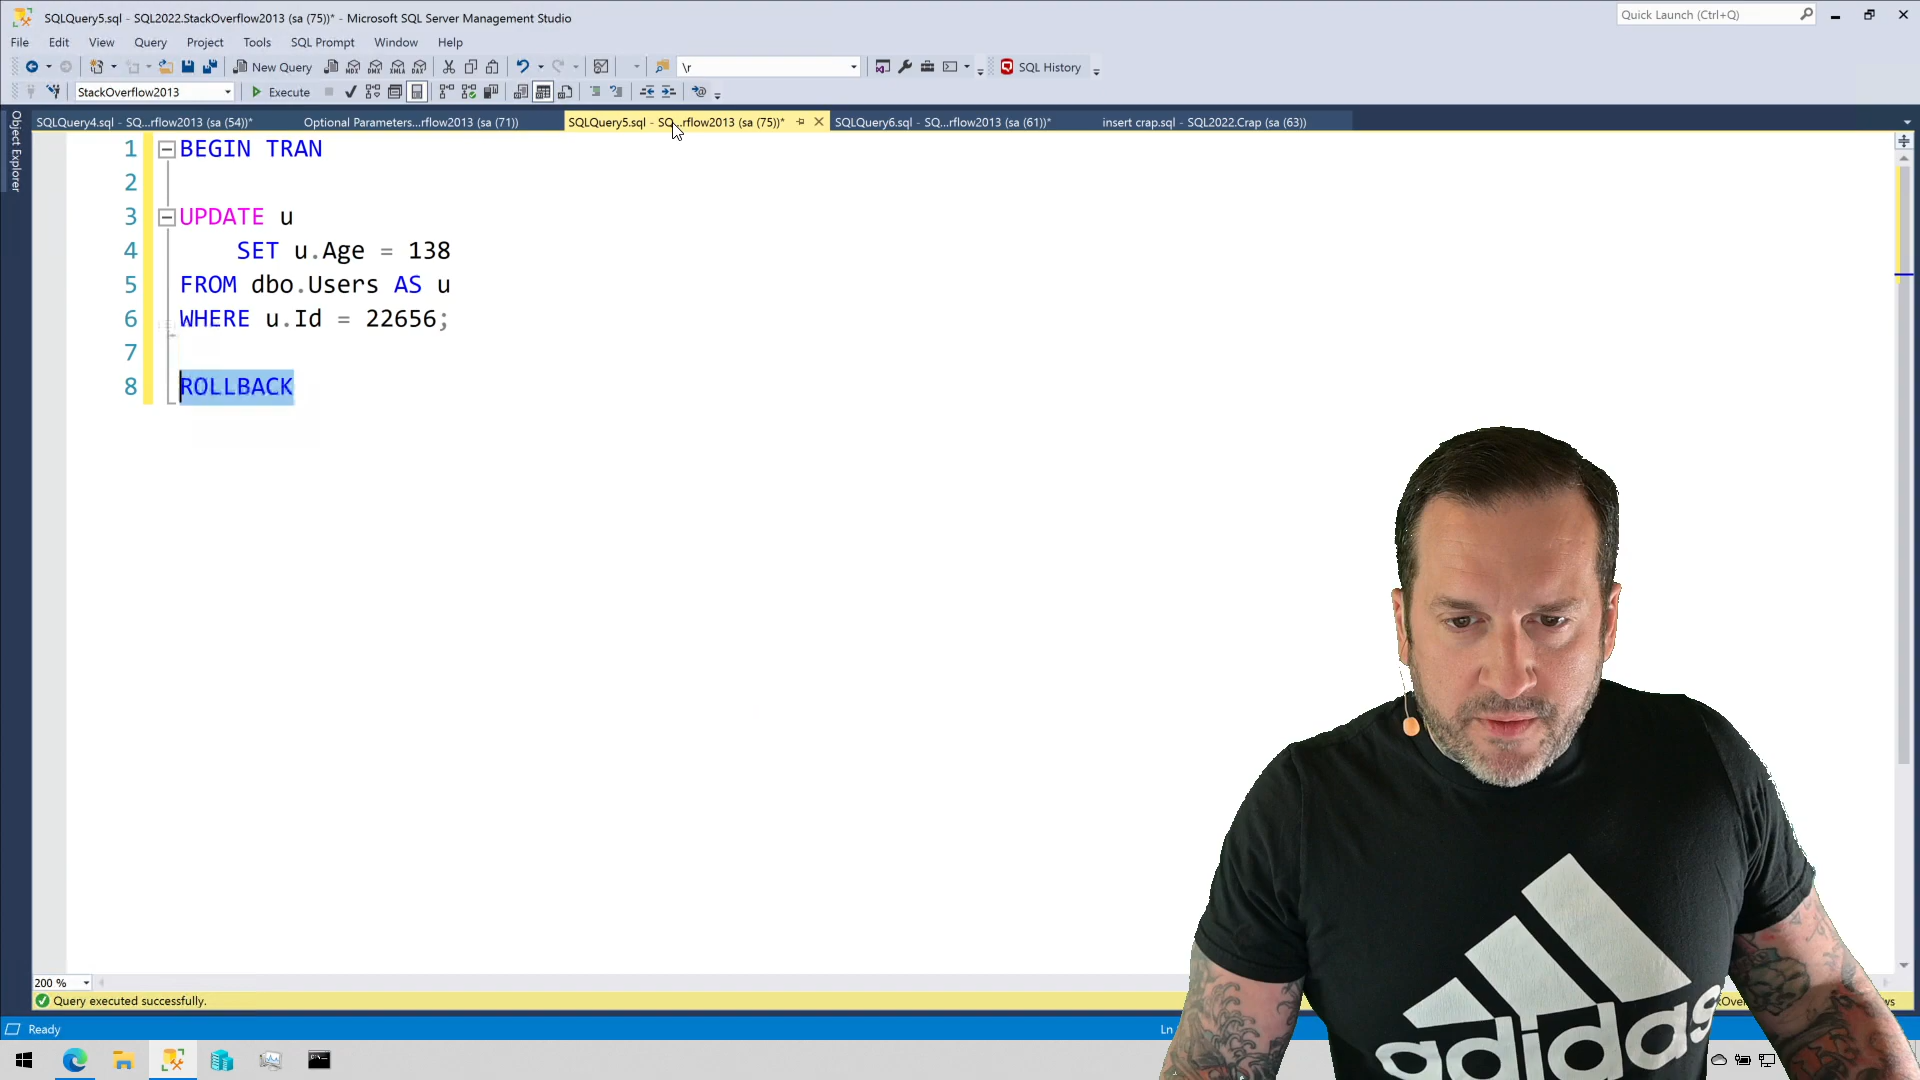 SQLQuery5.sql - SQL2022.StackOverflow2013 (sa (75))* - Microsoft SQL Server Management Studio
Quick Launch (Ctrl+Q)
File Edit View Query Project Tools SQL Prompt Window Help
New Query
\r
SQL History
StackOverflow2013
Execute
Object Explorer
SQLQuery4.sql - SQ...rflow2013 (sa (54))*
Optional Parameters...rflow2013 (sa (71))
SQLQuery5.sql - SQ...rflow2013 (sa (75))*
SQLQuery6.sql - SQ...rflow2013 (sa (61))*
insert crap.sql - SQL2022.Crap (sa (63))
1 BEGIN TRAN
2
3 UPDATE u
4 SET u.Age = 138
5 FROM dbo.Users AS u
6 WHERE u.Id = 22656;
7
8 ROLLBACK
200 %
Query executed successfully.
Ready
Ln
adidas